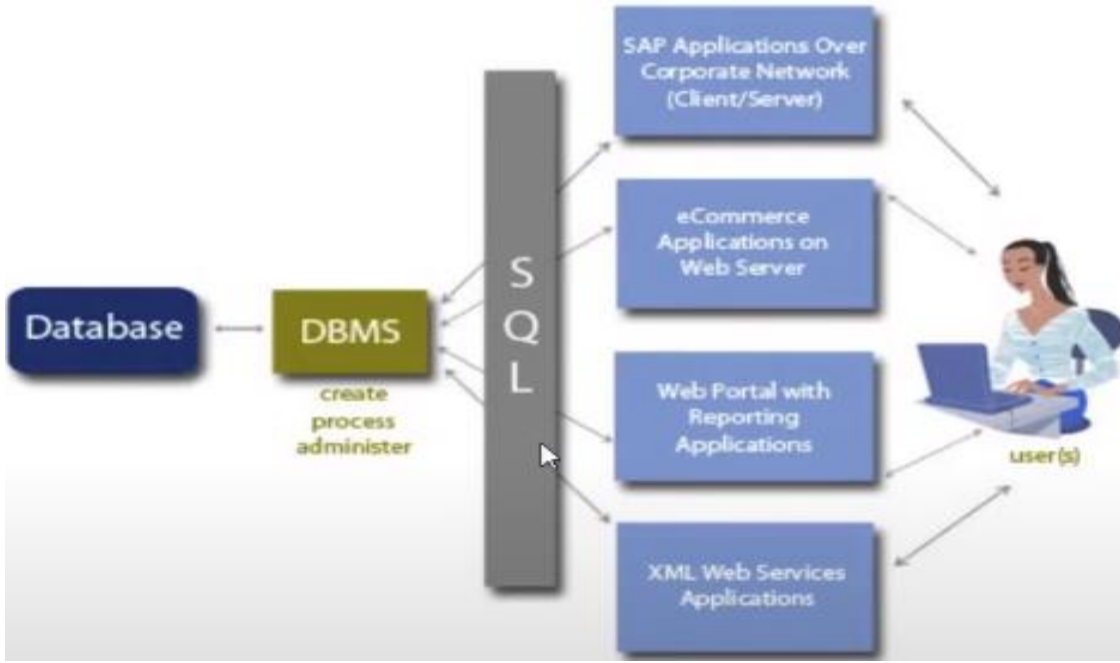 Database
DBMS
create
process
administer
S
Q
L
SAP Applications Over
Corporate Network
(Client/Server)
eCommerce
Applications on
Web Server
Web Portal with
Reporting
Applications
XML Web Services
Applications
user(s)